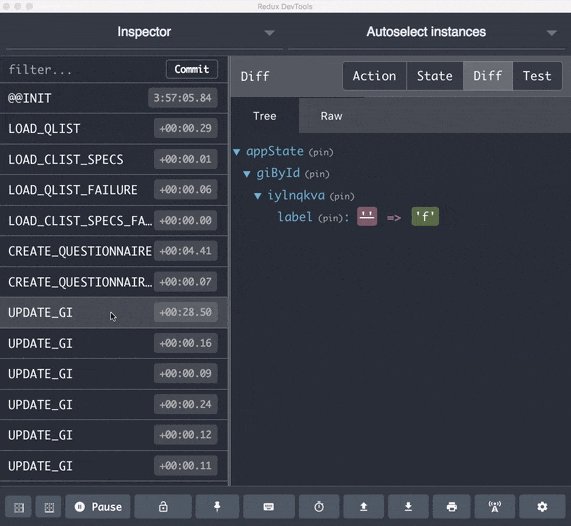 Redux DevTools
Inspector
Autoselect instances
filter...
Commit
@@INIT
3:57:05.84
LOAD_QLIST
+00:00.29
LOAD_CLIST_SPECS
+00:00.01
LOAD_QLIST_FAILURE
+00:00.06
LOAD_CLIST_SPECS_FA…
+00:00.00
CREATE_QUESTIONNAIRE
+00:04.41
CREATE_QUESTIONNAIR…
+00:00.07
UPDATE_GI
+00:28.50
UPDATE_GI
+00:00.16
UPDATE_GI
+00:00.09
UPDATE_GI
+00:00.24
UPDATE_GI
+00:00.12
UPDATE_GI
+00:00.11
Diff
Action
State
Diff
Test
Tree
Raw
appState (pin)
giById (pin)
iylnqkva (pin)
label (pin): '' => 'f'
Pause